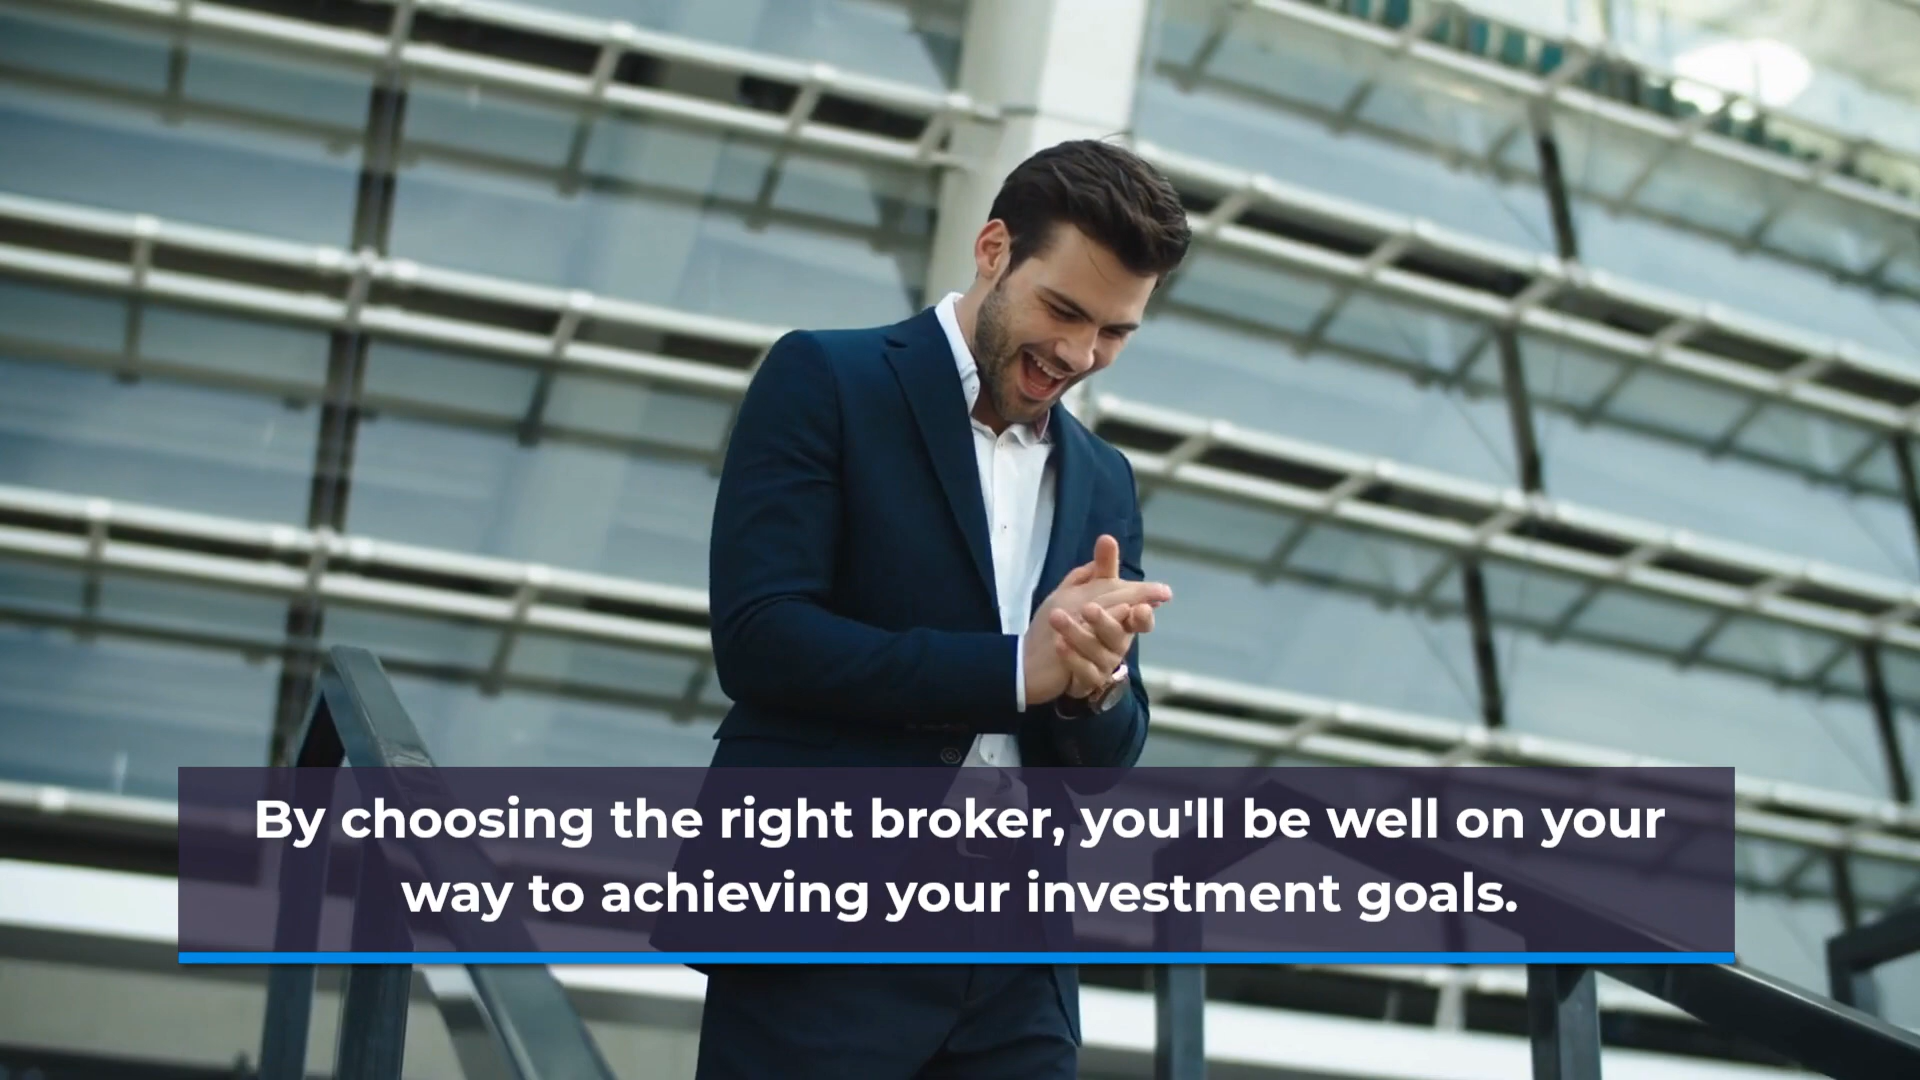 By choosing the right broker, you'll be well on your
way to achieving your investment goals.